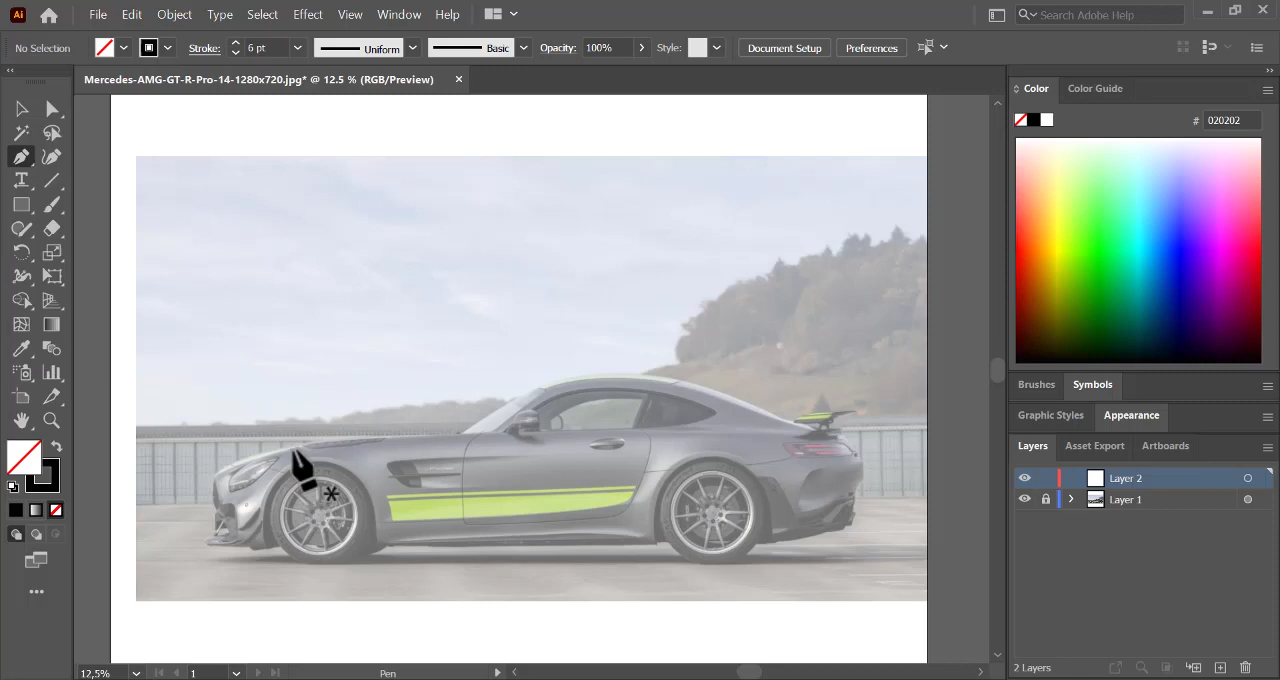 Ai File Edit Object Type Select Effect View Window Help Search Adobe Help
No Selection Stroke: 6 pt Uniform Basic Opacity: 100% Style: Document Setup Preferences
Mercedes-AMG-GT-R-Pro-14-1280x720.jpg* @ 12.5 % (RGB/Preview)
Color Color Guide
# 020202
Brushes Symbols
Graphic Styles Appearance
Layers Asset Export Artboards
Layer 2
Layer 1
2 Layers
12,5% 1 Pen